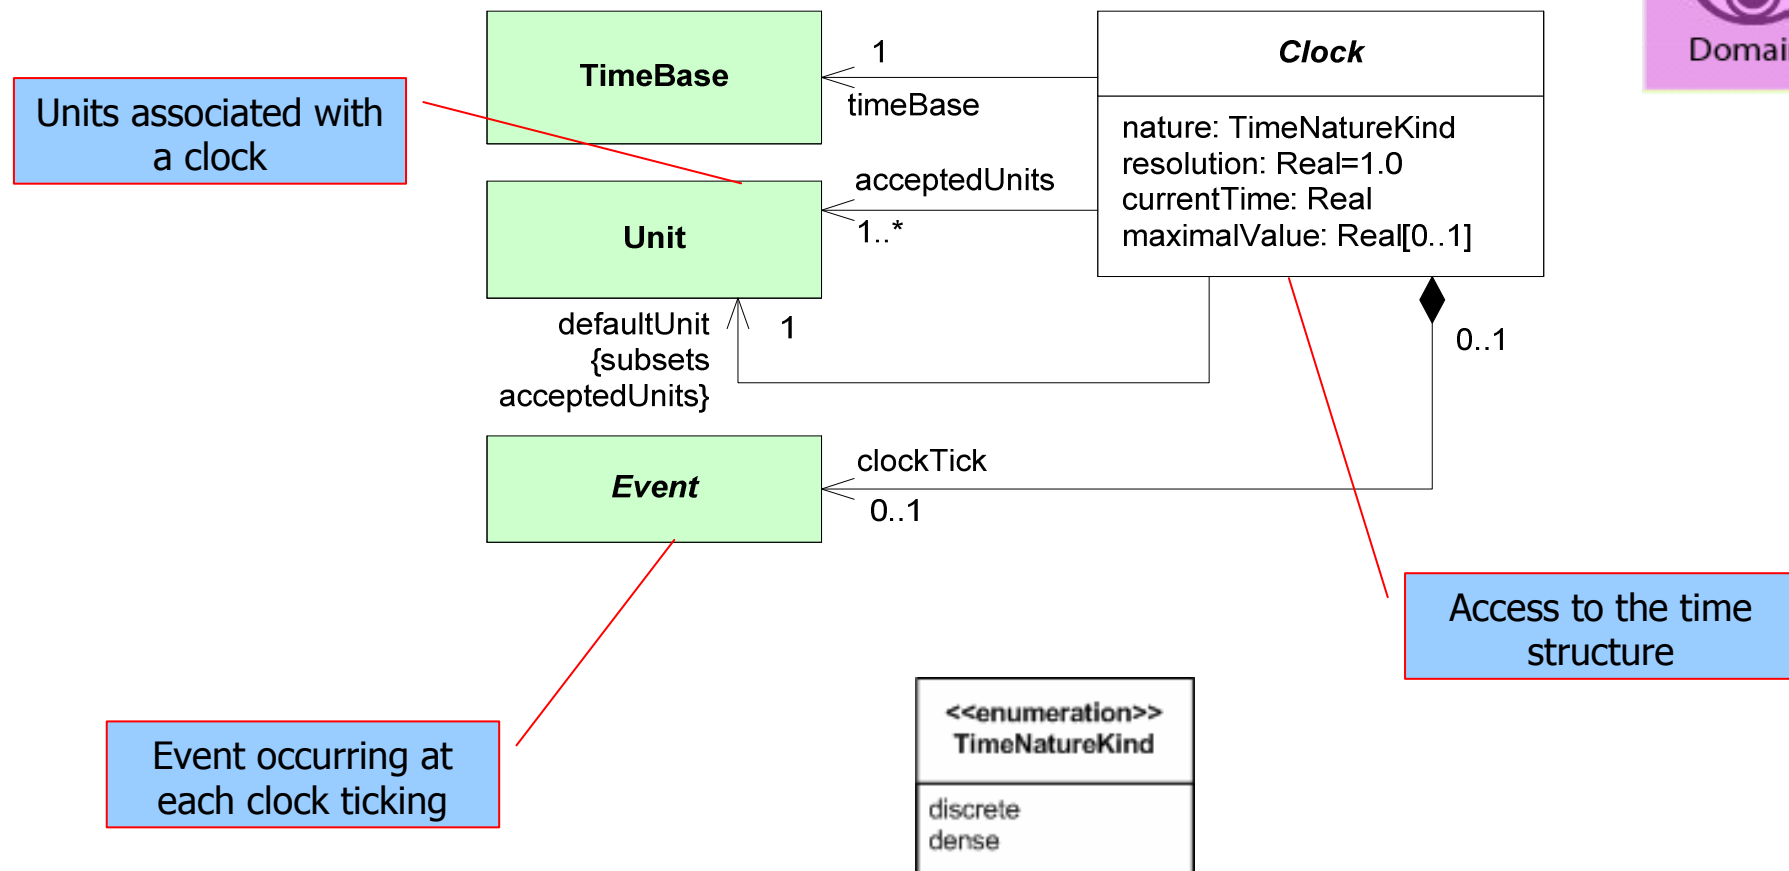 Domai
TimeBase
1
timeBase
Clock
nature: TimeNatureKind
resolution: Real=1.0
currentTime: Real
maximalValue: Real[0..1]
Units associated with
a clock
Unit
acceptedUnits
1..*
defaultUnit
{subsets
acceptedUnits}
1
0..1
Event
clockTick
0..1
Access to the time
structure
Event occurring at
each clock ticking
<<enumeration>>
TimeNatureKind
discrete
dense